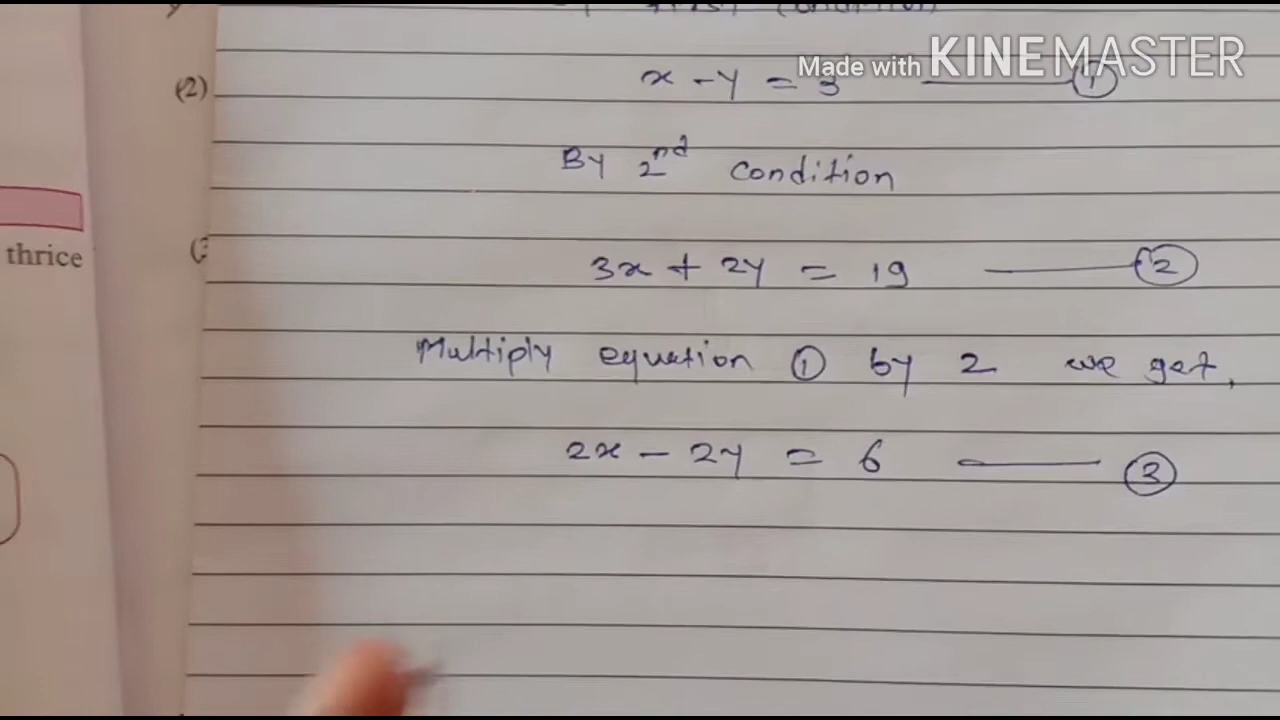 Made with KINEMASTER
(2)
x - y = 3 ①
By 2nd condition
thrice
3x + 2y = 19 ②
Multiply equation ① by 2 we get,
2x - 2y = 6 ③